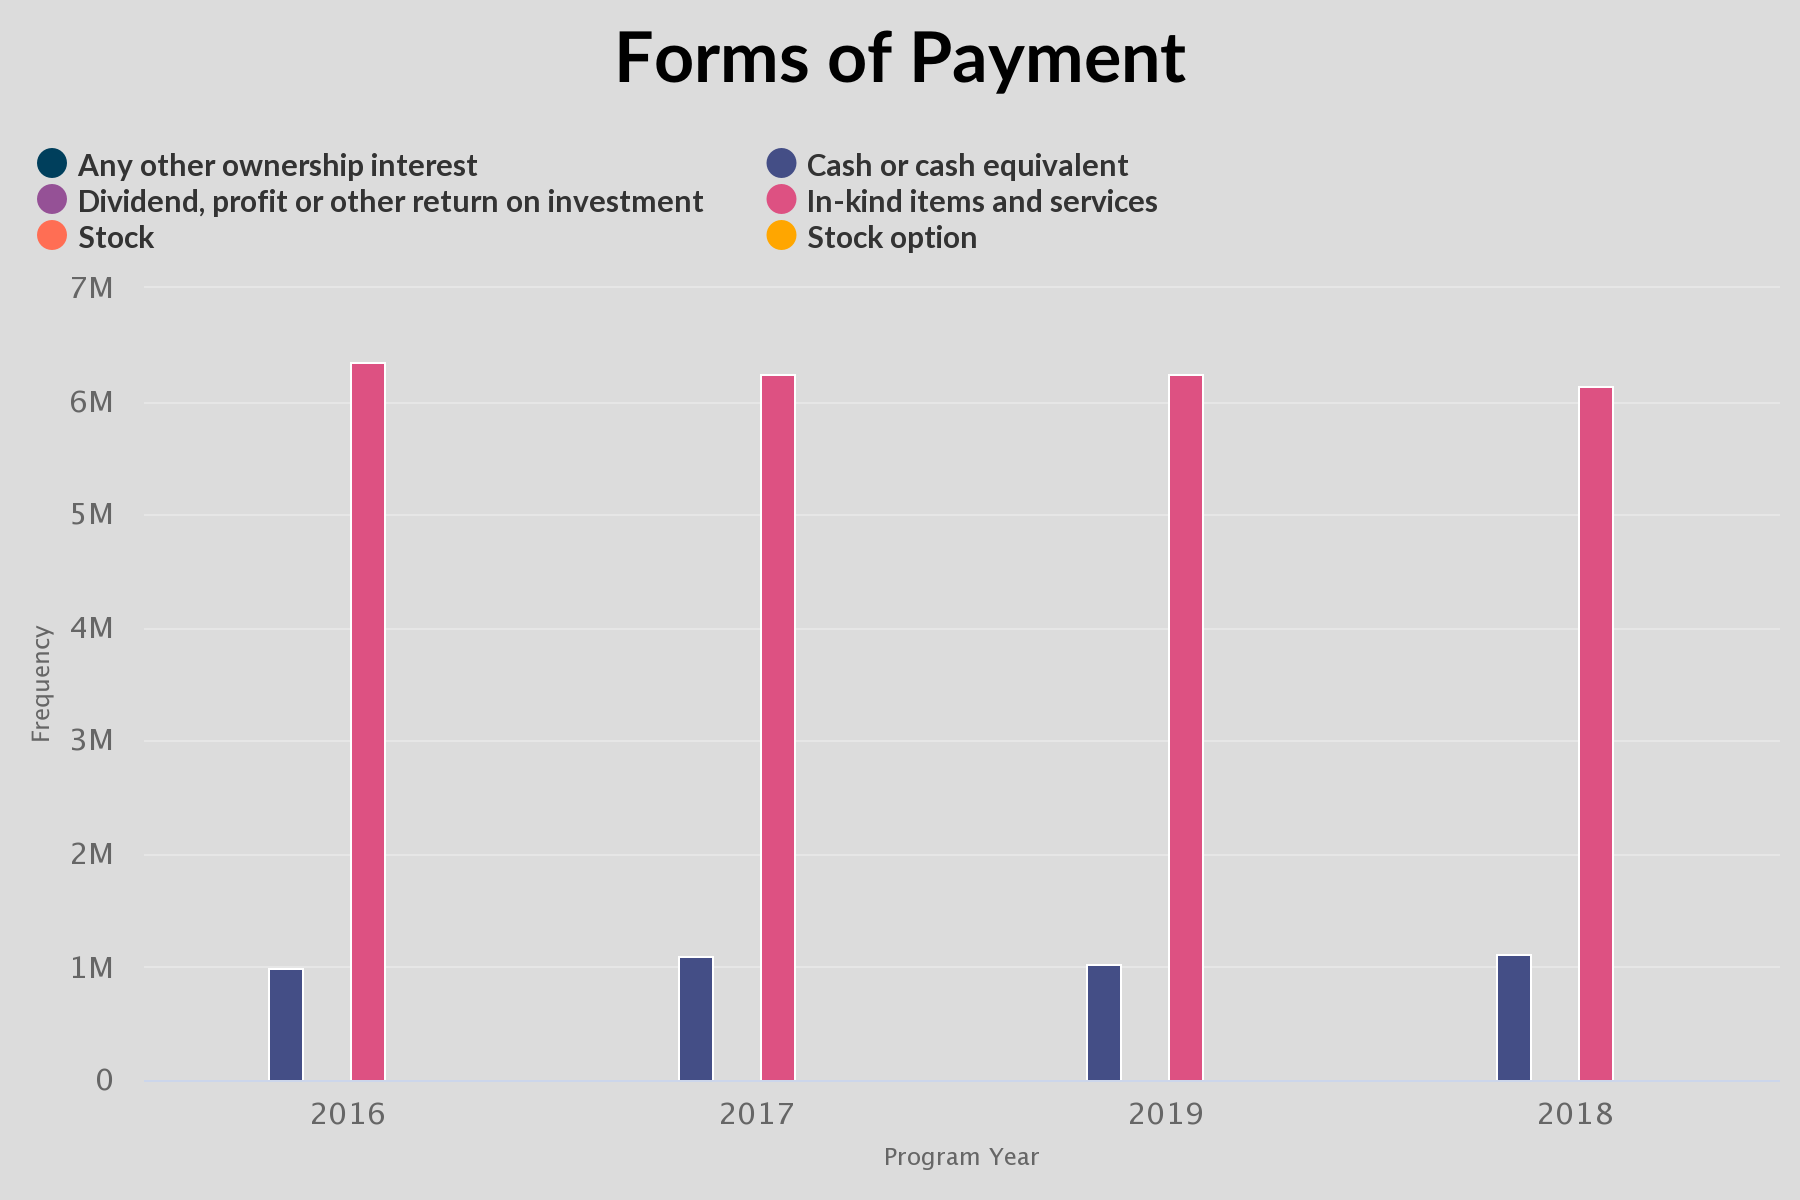 Forms of Payment
Any other ownership interest
Cash or cash equivalent
Dividend, profit or other return on investment
In-kind items and services
Stock
Stock option
7M
6M
5M
4M
3M
2M
1M
0
Frequency
2016
2017
2019
2018
Program Year